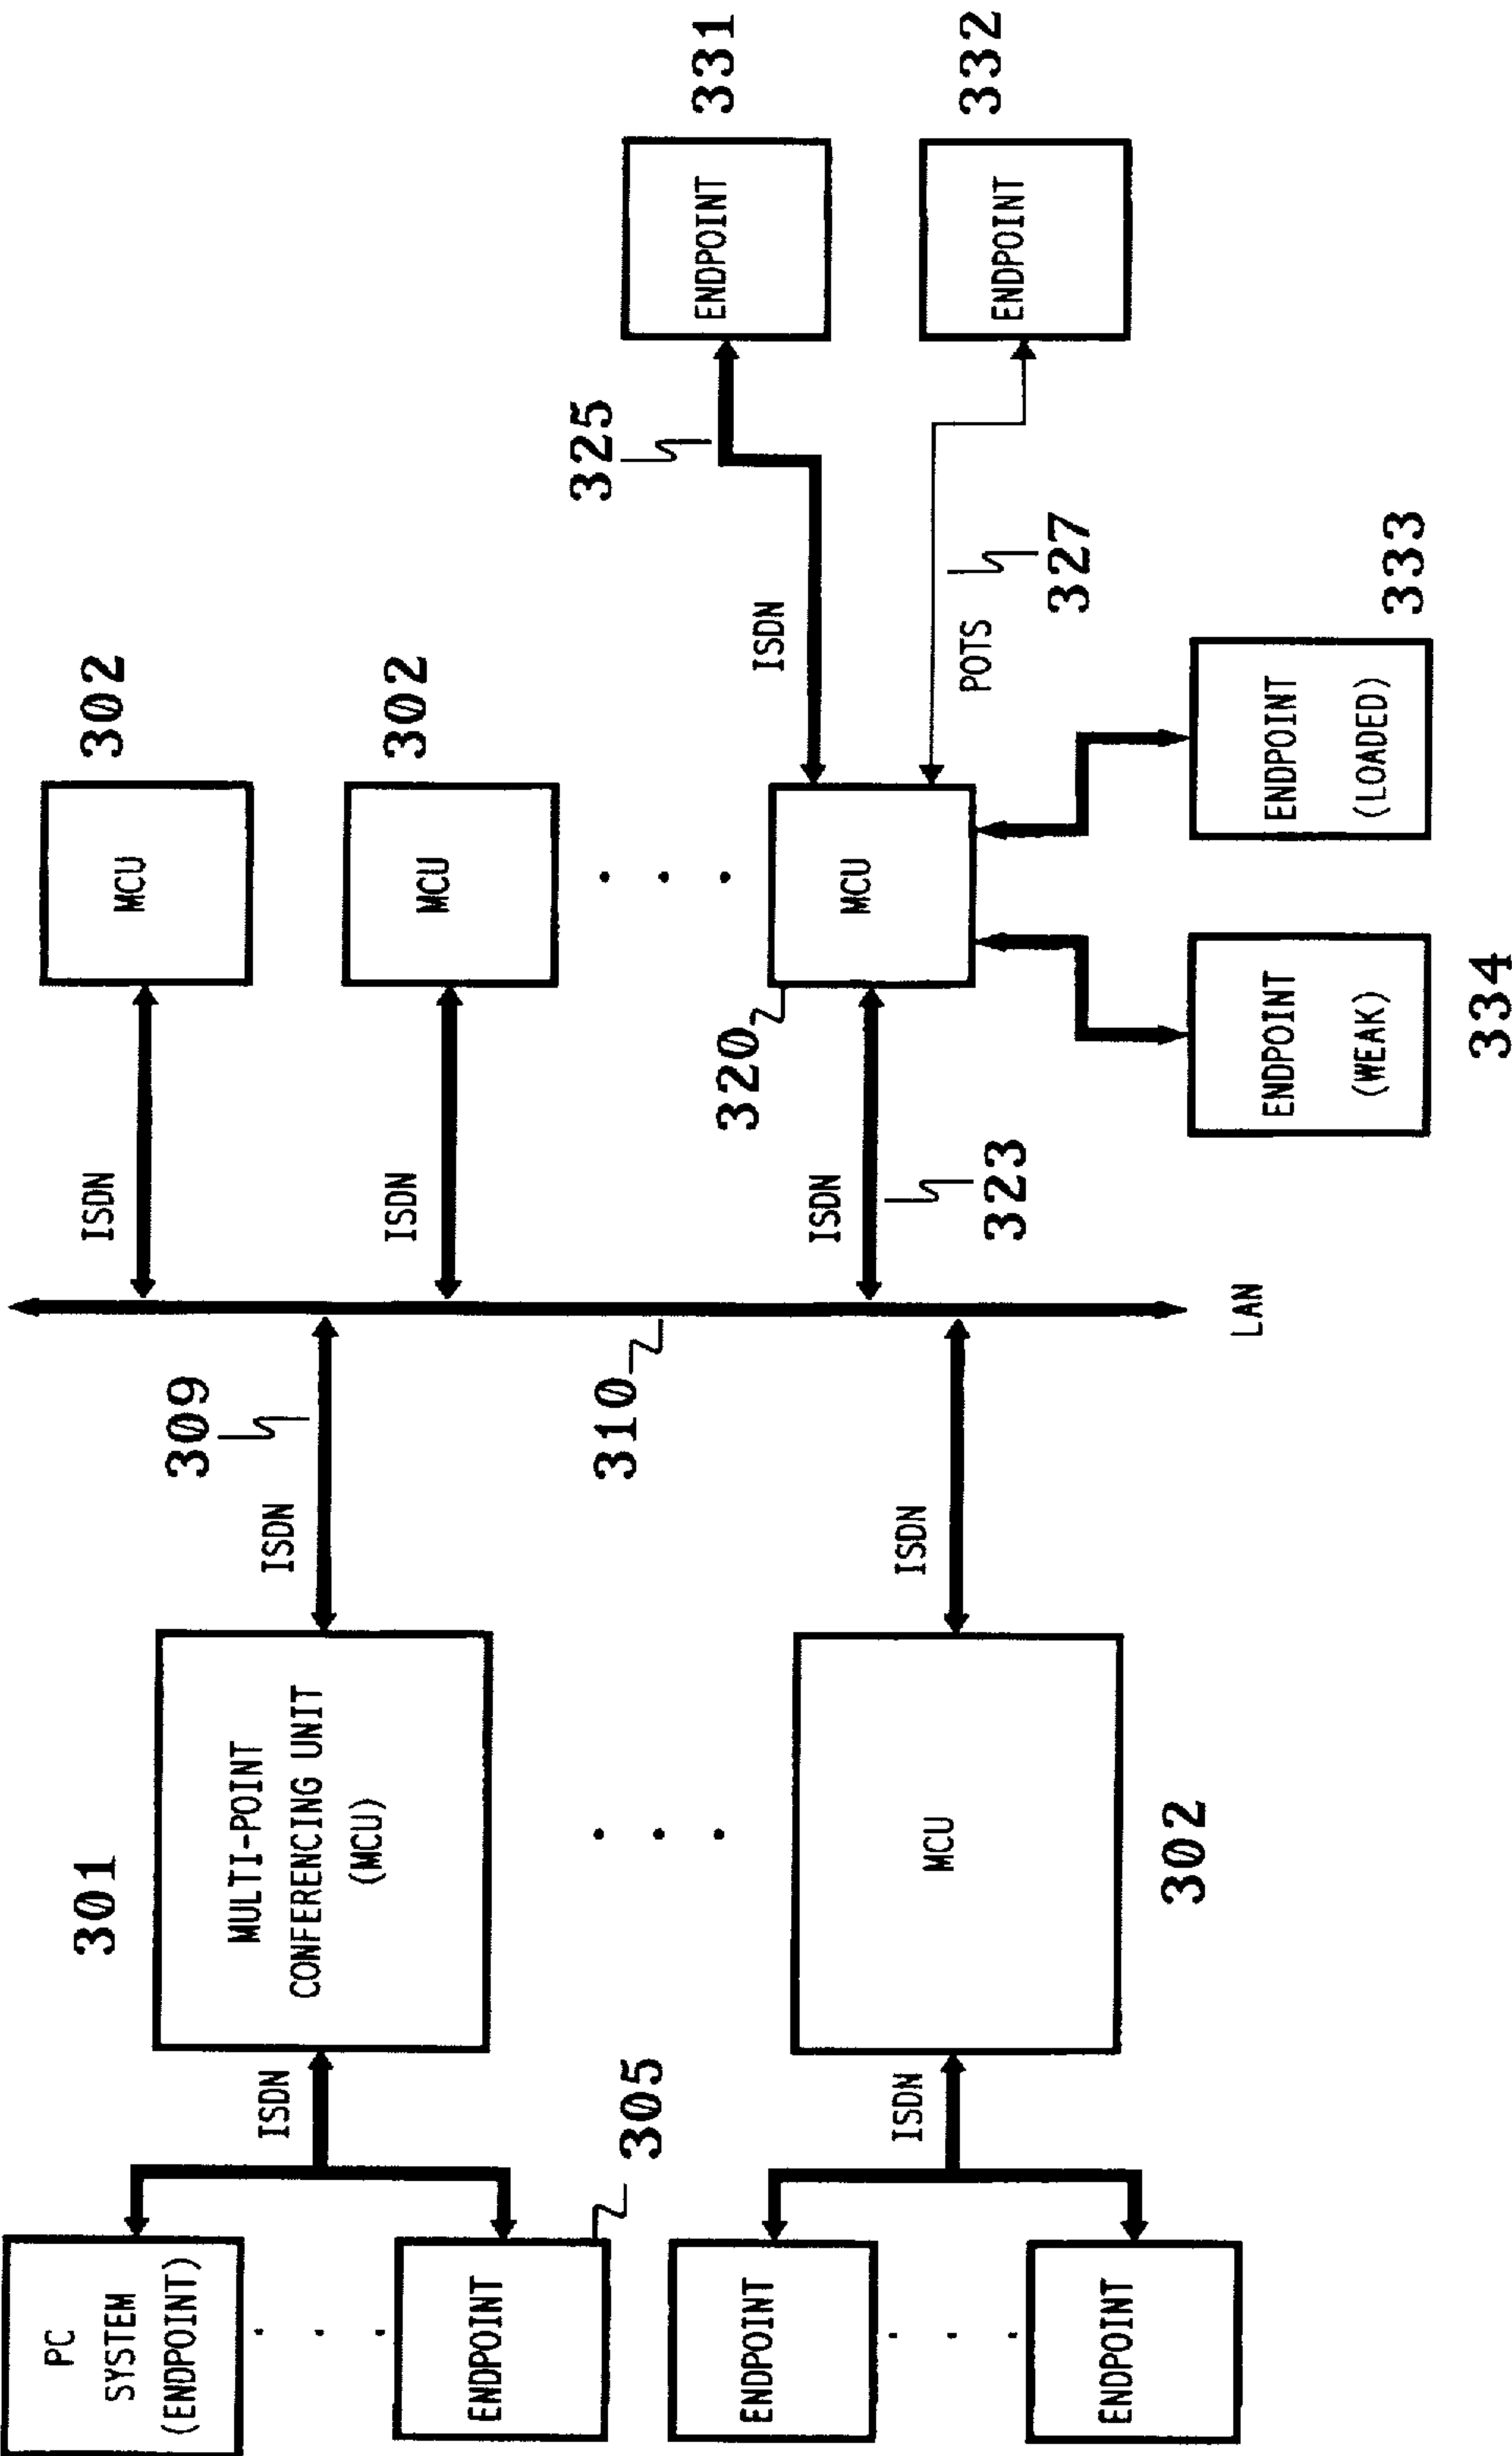 PC
SYSTEM
(ENDPOINT)
ENDPOINT
305
ENDPOINT
ENDPOINT
ISDN
ISDN
301
MULTI-POINT
CONFERENCING UNIT
(MCU)
MCU
302
ISDN
309
ISDN
310
LAN
ISDN
ISDN
ISDN
323
MCU
302
MCU
302
320
MCU
ISDN
325
POTS
327
ENDPOINT
331
ENDPOINT
332
ENDPOINT
(LOADED)
333
ENDPOINT
(WEAK)
334